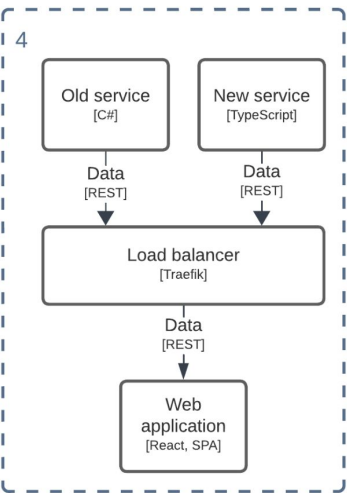 4
Old service
[C#]
New service
[TypeScript]
Data
[REST]
Data
[REST]
Load balancer
[Traefik]
Data
[REST]
Web
application
[React, SPA]